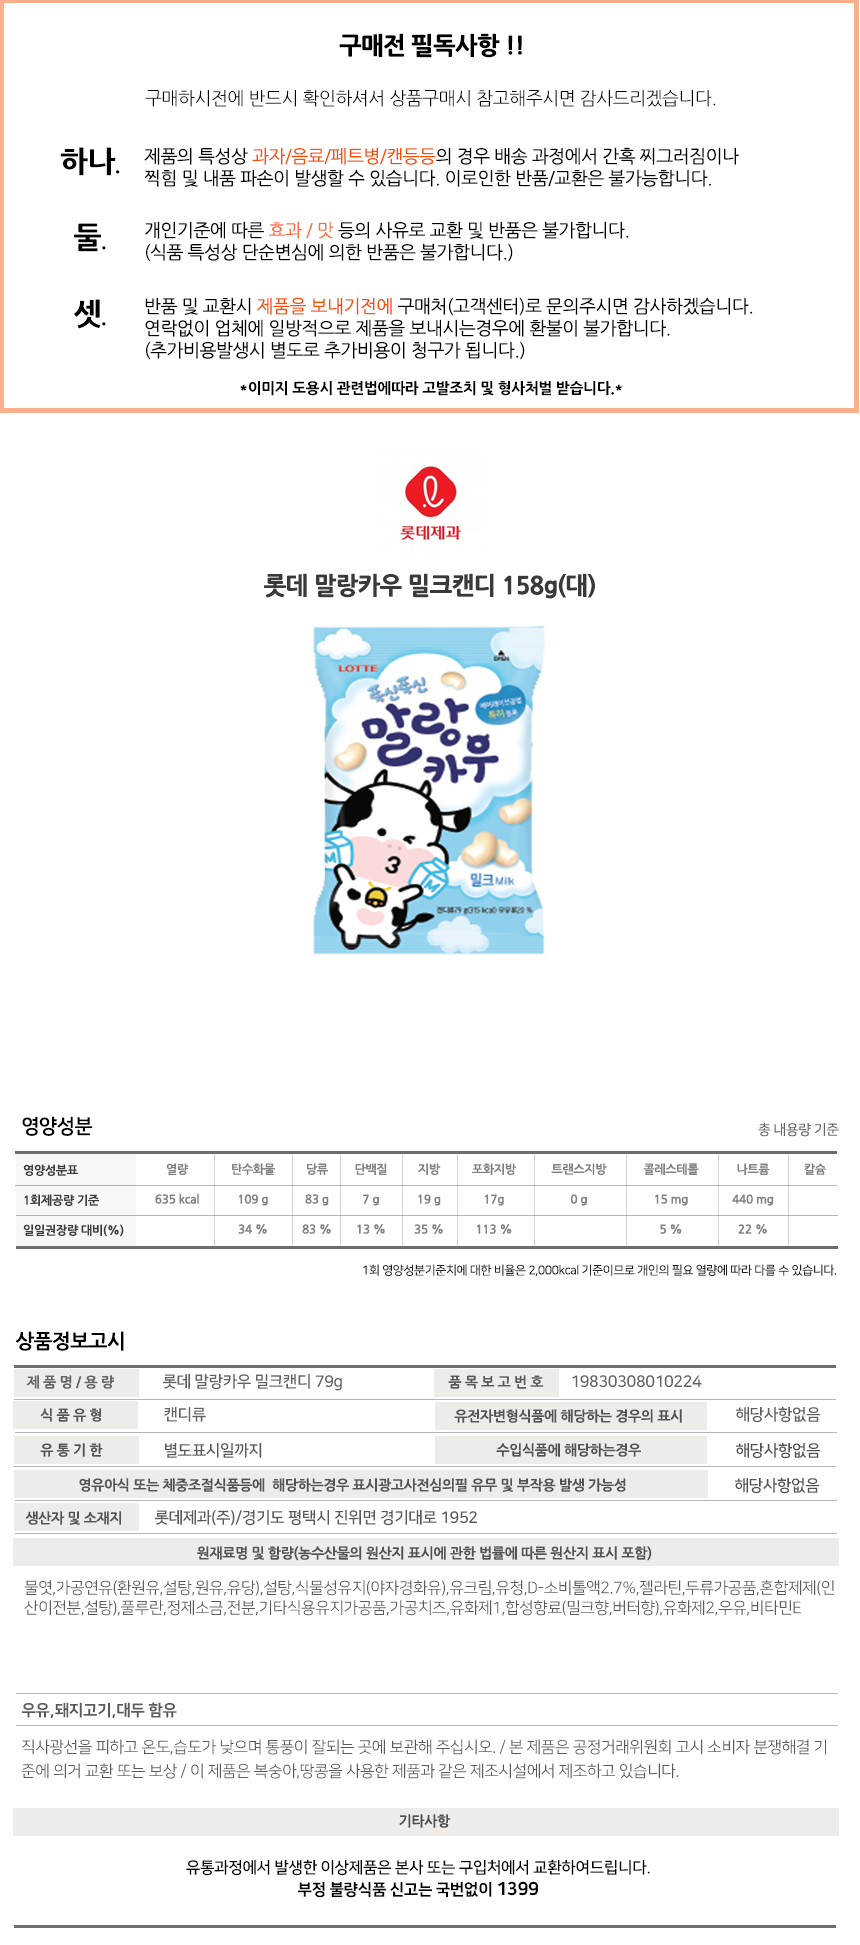 구매전 필독사항 !!
구매하시전에 반드시 확인하셔서 상품구매시 참고해주시면 감사드리겠습니다.
하나. 제품의 특성상 과자/음료/페트병/캔등등의 경우 배송 과정에서 간혹 찌그러짐이나
찍힘 및 내품 파손이 발생할 수 있습니다. 이로인한 반품/교환은 불가능합니다.
둘. 개인기준에 따른 효과 / 맛 등의 사유로 교환 및 반품은 불가합니다.
(식품 특성상 단순변심에 의한 반품은 불가합니다.)
셋. 반품 및 교환시 제품을 보내기전에 구매처(고객센터)로 문의주시면 감사하겠습니다.
연락없이 업체에 일방적으로 제품을 보내시는경우에 환불이 불가합니다.
(추가비용발생시 별도로 추가비용이 청구가 됩니다.)
*이미지 도용시 관련법에따라 고발조치 및 형사처벌 받습니다.*
롯데제과
롯데 말랑카우 밀크캔디 158g(대)
LOTTE
OPEN
폭신폭신
말랑
카우
특허
M
M
밀크 Milk
영양성분
총 내용량 기준
영양성분표 열량 탄수화물 당류 단백질 지방 포화지방 트랜스지방 콜레스테롤 나트륨 칼슘
1회제공량 기준 635 kcal 109 g 83 g 7 g 19 g 17g 0 g 15 mg 440 mg
일일권장량 대비(%) 34 % 83 % 13 % 35 % 113 % 5 % 22 %
1회 영양성분기준치에 대한 비율은 2,000kcal 기준이므로 개인의 필요 열량에 따라 다를 수 있습니다.
상품정보고시
제 품 명 / 용 량 롯데 말랑카우 밀크캔디 79g 품 목 보 고 번 호 19830308010224
식 품 유 형 캔디류 유전자변형식품에 해당하는 경우의 표시 해당사항없음
유 통 기 한 별도표시일까지 수입식품에 해당하는경우 해당사항없음
영유아식 또는 체중조절식품등에 해당하는경우 표시광고사전심의필 유무 및 부작용 발생 가능성 해당사항없음
생산자 및 소재지 롯데제과(주)/경기도 평택시 진위면 경기대로 1952
원재료명 및 함량(농수산물의 원산지 표시에 관한 법률에 따른 원산지 표시 포함)
물엿,가공연유(환원유,설탕,원유,유당),설탕,식물성유지(야자경화유),유크림,유청,D-소비톨액2.7%,젤라틴,두류가공품,혼합제제(인
산이전분,설탕),풀루란,정제소금,전분,기타식용유지가공품,가공치즈,유화제1,합성향료(밀크향,버터향),유화제2,우유,비타민E
우유,돼지고기,대두 함유
직사광선을 피하고 온도,습도가 낮으며 통풍이 잘되는 곳에 보관해 주십시오. / 본 제품은 공정거래위원회 고시 소비자 분쟁해결 기
준에 의거 교환 또는 보상 / 이 제품은 복숭아,땅콩을 사용한 제품과 같은 제조시설에서 제조하고 있습니다.
기타사항
유통과정에서 발생한 이상제품은 본사 또는 구입처에서 교환하여드립니다.
부정 불량식품 신고는 국번없이 1399